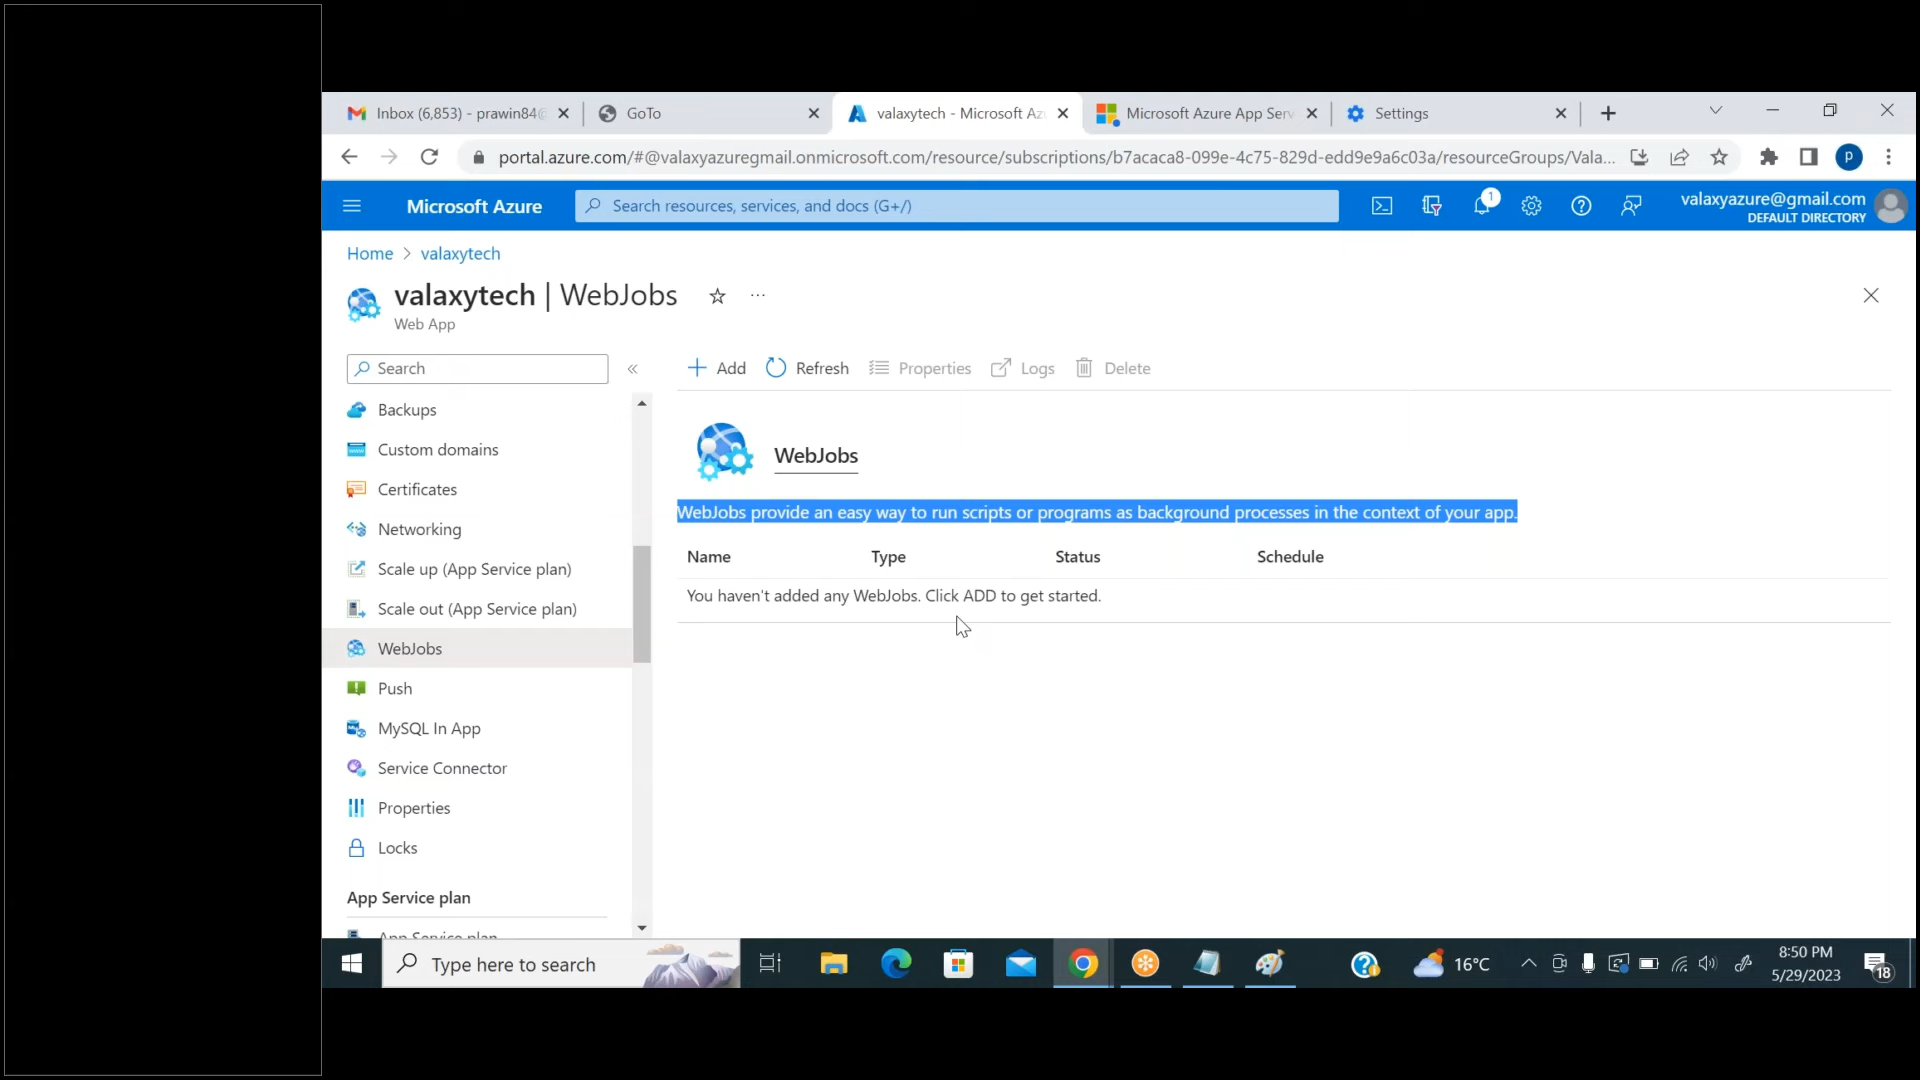 Inbox (6,853) - prawin84@
GoTo
valaxytech - Microsoft Az
Microsoft Azure App Serv
Settings
portal.azure.com/#@valaxyazuregmail.onmicrosoft.com/resource/subscriptions/b7acaca8-099e-4c75-829d-edd9e9a6c03a/resourceGroups/Vala...
P
Microsoft Azure
Search resources, services, and docs (G+/)
1
valaxyazure@gmail.com
DEFAULT DIRECTORY
Home > valaxytech
valaxytech | WebJobs
Web App
Search
Add
Refresh
Properties
Logs
Delete
Backups
Custom domains
Certificates
Networking
Scale up (App Service plan)
Scale out (App Service plan)
WebJobs
Push
MySQL In App
Service Connector
Properties
Locks
App Service plan
App Service plan
WebJobs
WebJobs provide an easy way to run scripts or programs as background processes in the context of your app.
Name Type Status Schedule
You haven't added any WebJobs. Click ADD to get started.
Type here to search
16°C
8:50 PM
5/29/2023
18